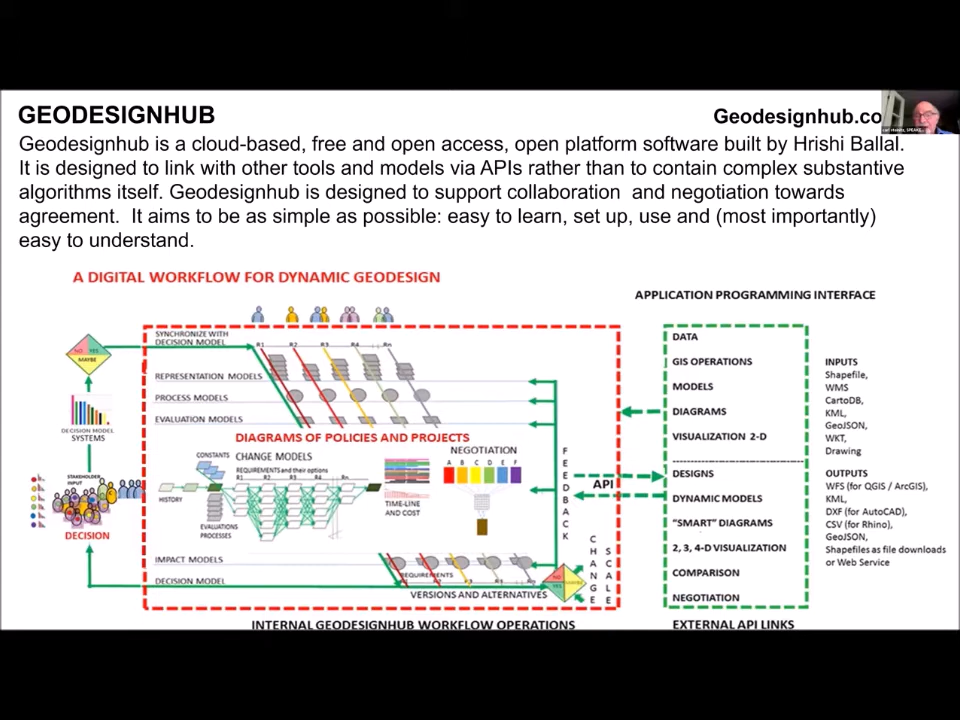 GEODESIGNHUB
Geodesignhub.co
Geodesignhub is a cloud-based, free and open access, open platform software built by Hrishi Ballal.
It is designed to link with other tools and models via APIs rather than to contain complex substantive
algorithms itself. Geodesignhub is designed to support collaboration and negotiation towards
agreement. It aims to be as simple as possible: easy to learn, set up, use and (most importantly)
easy to understand.
A DIGITAL WORKFLOW FOR DYNAMIC GEODESIGN
APPLICATION PROGRAMMING INTERFACE
SYNCHRONIZE WITH
DECISION MODEL
R1 R2 R3 R4 Rn
NO YES
MAYBE
REPRESENTATION MODELS
PROCESS MODELS
EVALUATION MODELS
DECISION MODEL
SYSTEMS
DIAGRAMS OF POLICIES AND PROJECTS
CONSTANTS
CHANGE MODELS
REQUIREMENTS and their options
R1 R2 R3 R4 Rn
NEGOTIATION
A B C D E F
HISTORY
EVALUATIONS
PROCESSES
TIME-LINE
AND COST
STAKEHOLDER
INPUT
DECISION
IMPACT MODELS
REQUIREMENTS
DECISION MODEL
VERSIONS AND ALTERNATIVES
NO
YES
FEEDBACK
CHANGE
SCALE
API
INTERNAL GEODESIGNHUB WORKFLOW OPERATIONS
DATA
GIS OPERATIONS
MODELS
DIAGRAMS
VISUALIZATION 2-D
DESIGNS
DYNAMIC MODELS
"SMART" DIAGRAMS
2, 3, 4-D VISUALIZATION
COMPARISON
NEGOTIATION
EXTERNAL API LINKS
INPUTS
Shapefile,
WMS
CartoDB,
KML,
GeoJSON,
WKT,
Drawing
OUTPUTS
WFS (for QGIS / ArcGIS),
KML,
DXF (for AutoCAD),
CSV (for Rhino),
GeoJSON,
Shapefiles as file downloads
or Web Service